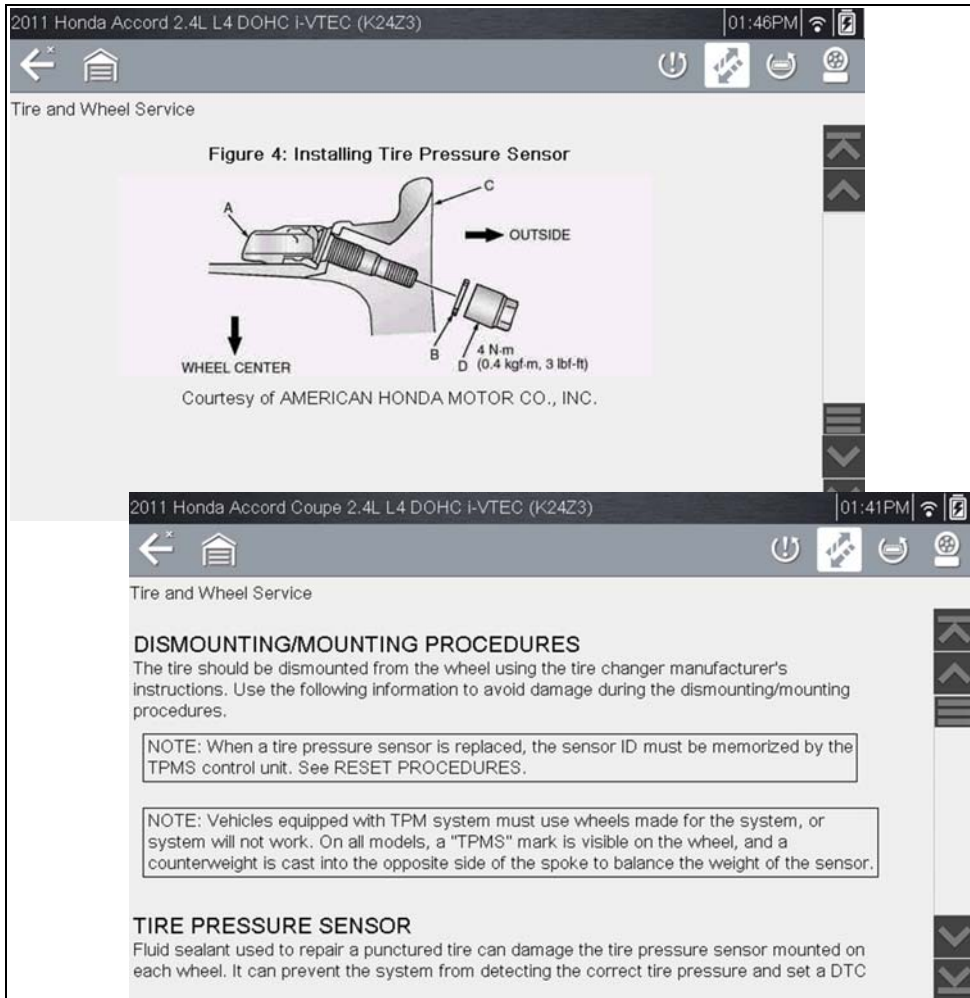 2011 Honda Accord 2.4L L4 DOHC i-VTEC (K24Z3) 01:46PM
Tire and Wheel Service
Figure 4: Installing Tire Pressure Sensor
C
A
OUTSIDE
B
D
4 N·m
(0.4 kgf·m, 3 lbf-ft)
WHEEL CENTER
Courtesy of AMERICAN HONDA MOTOR CO., INC.
2011 Honda Accord Coupe 2.4L L4 DOHC i-VTEC (K24Z3) 01:41PM
Tire and Wheel Service
DISMOUNTING/MOUNTING PROCEDURES
The tire should be dismounted from the wheel using the tire changer manufacturer's
instructions. Use the following information to avoid damage during the dismounting/mounting
procedures.
NOTE: When a tire pressure sensor is replaced, the sensor ID must be memorized by the
TPMS control unit. See RESET PROCEDURES.
NOTE: Vehicles equipped with TPM system must use wheels made for the system, or
system will not work. On all models, a "TPMS" mark is visible on the wheel, and a
counterweight is cast into the opposite side of the spoke to balance the weight of the sensor.
TIRE PRESSURE SENSOR
Fluid sealant used to repair a punctured tire can damage the tire pressure sensor mounted on
each wheel. It can prevent the system from detecting the correct tire pressure and set a DTC